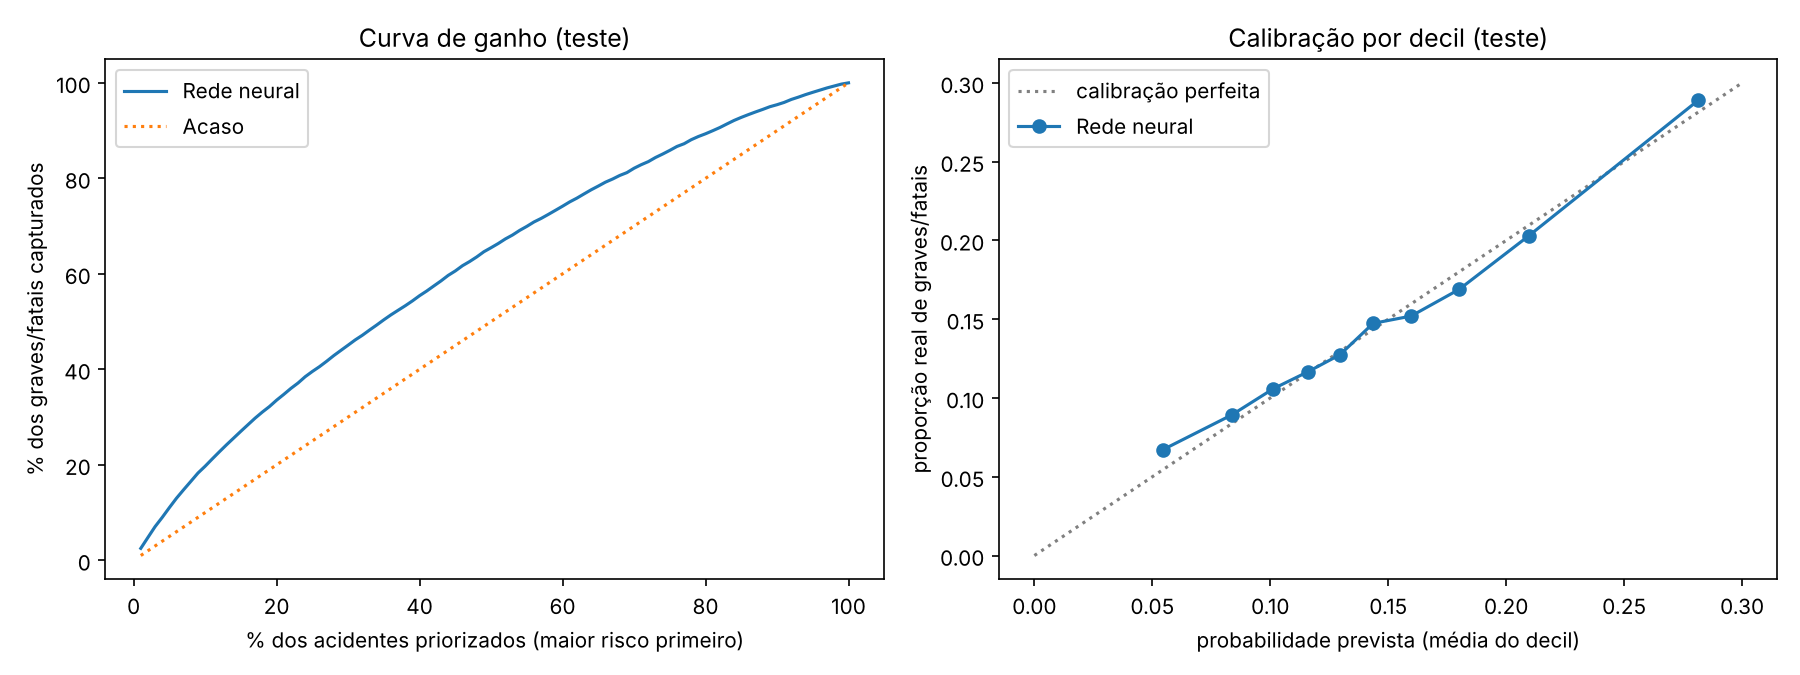 Curva de ganho (teste)
Rede neural
Acaso
% dos graves/fatais capturados
100
80
60
40
20
0
0 20 40 60 80 100
% dos acidentes priorizados (maior risco primeiro)
Calibração por decil (teste)
calibração perfeita
Rede neural
proporção real de graves/fatais
0.30
0.25
0.20
0.15
0.10
0.05
0.00
0.00 0.05 0.10 0.15 0.20 0.25 0.30
probabilidade prevista (média do decil)